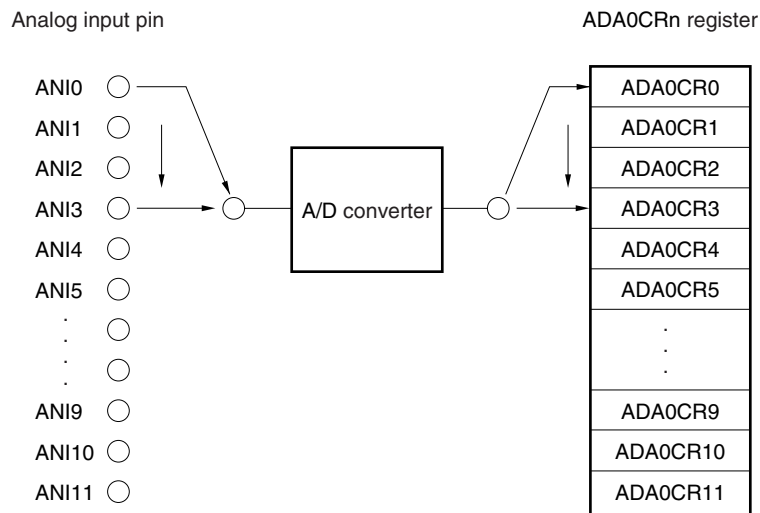 Analog input pin
ADA0CRn register
ANI0
ANI1
ANI2
ANI3
ANI4
ANI5
.
.
.
.
ANI9
ANI10
ANI11
A/D converter
ADA0CR0
ADA0CR1
ADA0CR2
ADA0CR3
ADA0CR4
ADA0CR5
.
.
.
ADA0CR9
ADA0CR10
ADA0CR11